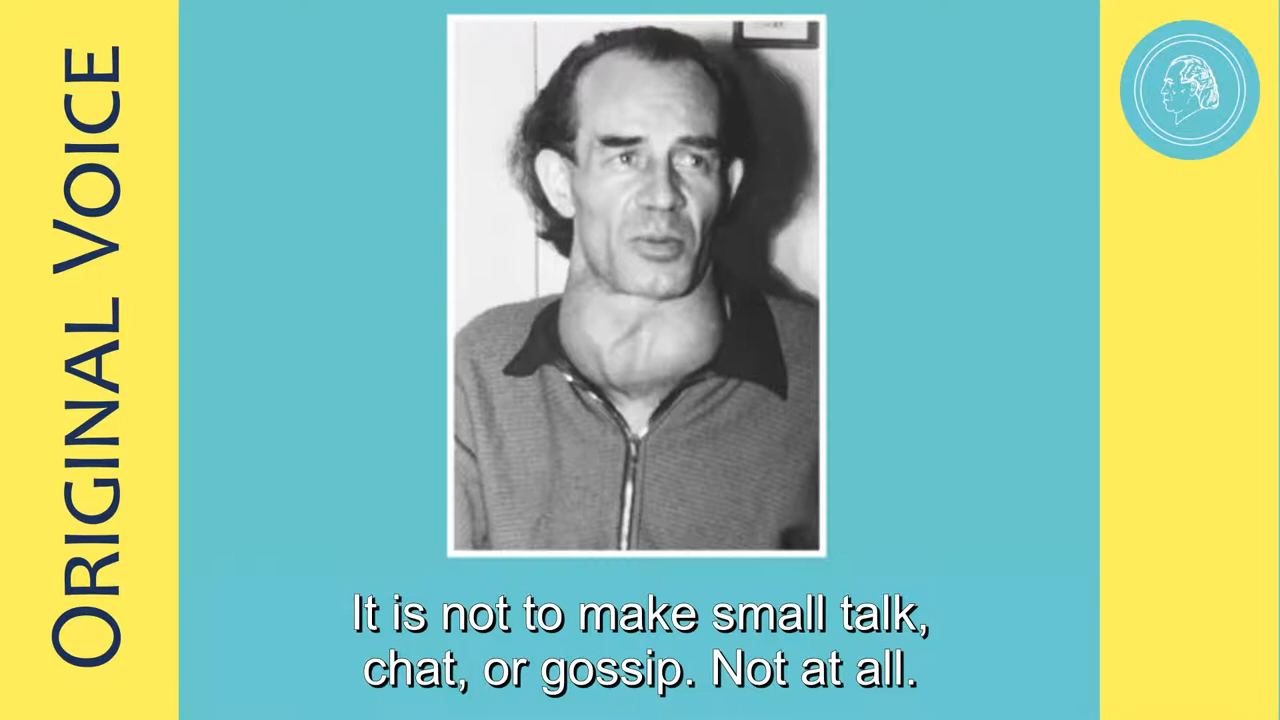 ORIGINAL VOICE
It is not to make small talk,
chat, or gossip. Not at all.